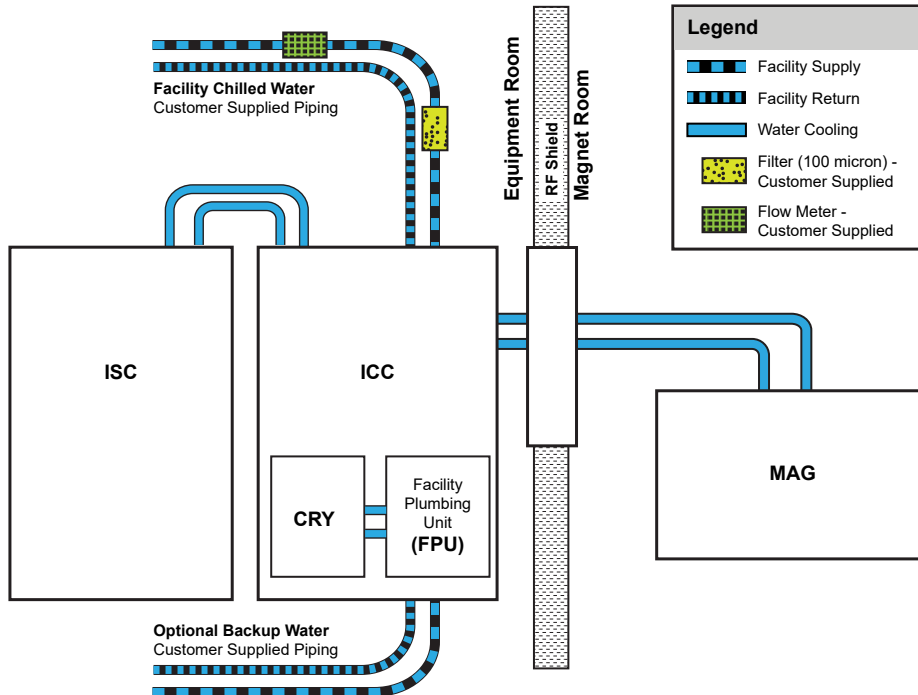 Facility Chilled Water
Customer Supplied Piping
Equipment Room
RF Shield
Magnet Room
Legend
Facility Supply
Facility Return
Water Cooling
Filter (100 micron) -
Customer Supplied
Flow Meter -
Customer Supplied
ISC
ICC
MAG
CRY
Facility
Plumbing
Unit
(FPU)
Optional Backup Water
Customer Supplied Piping